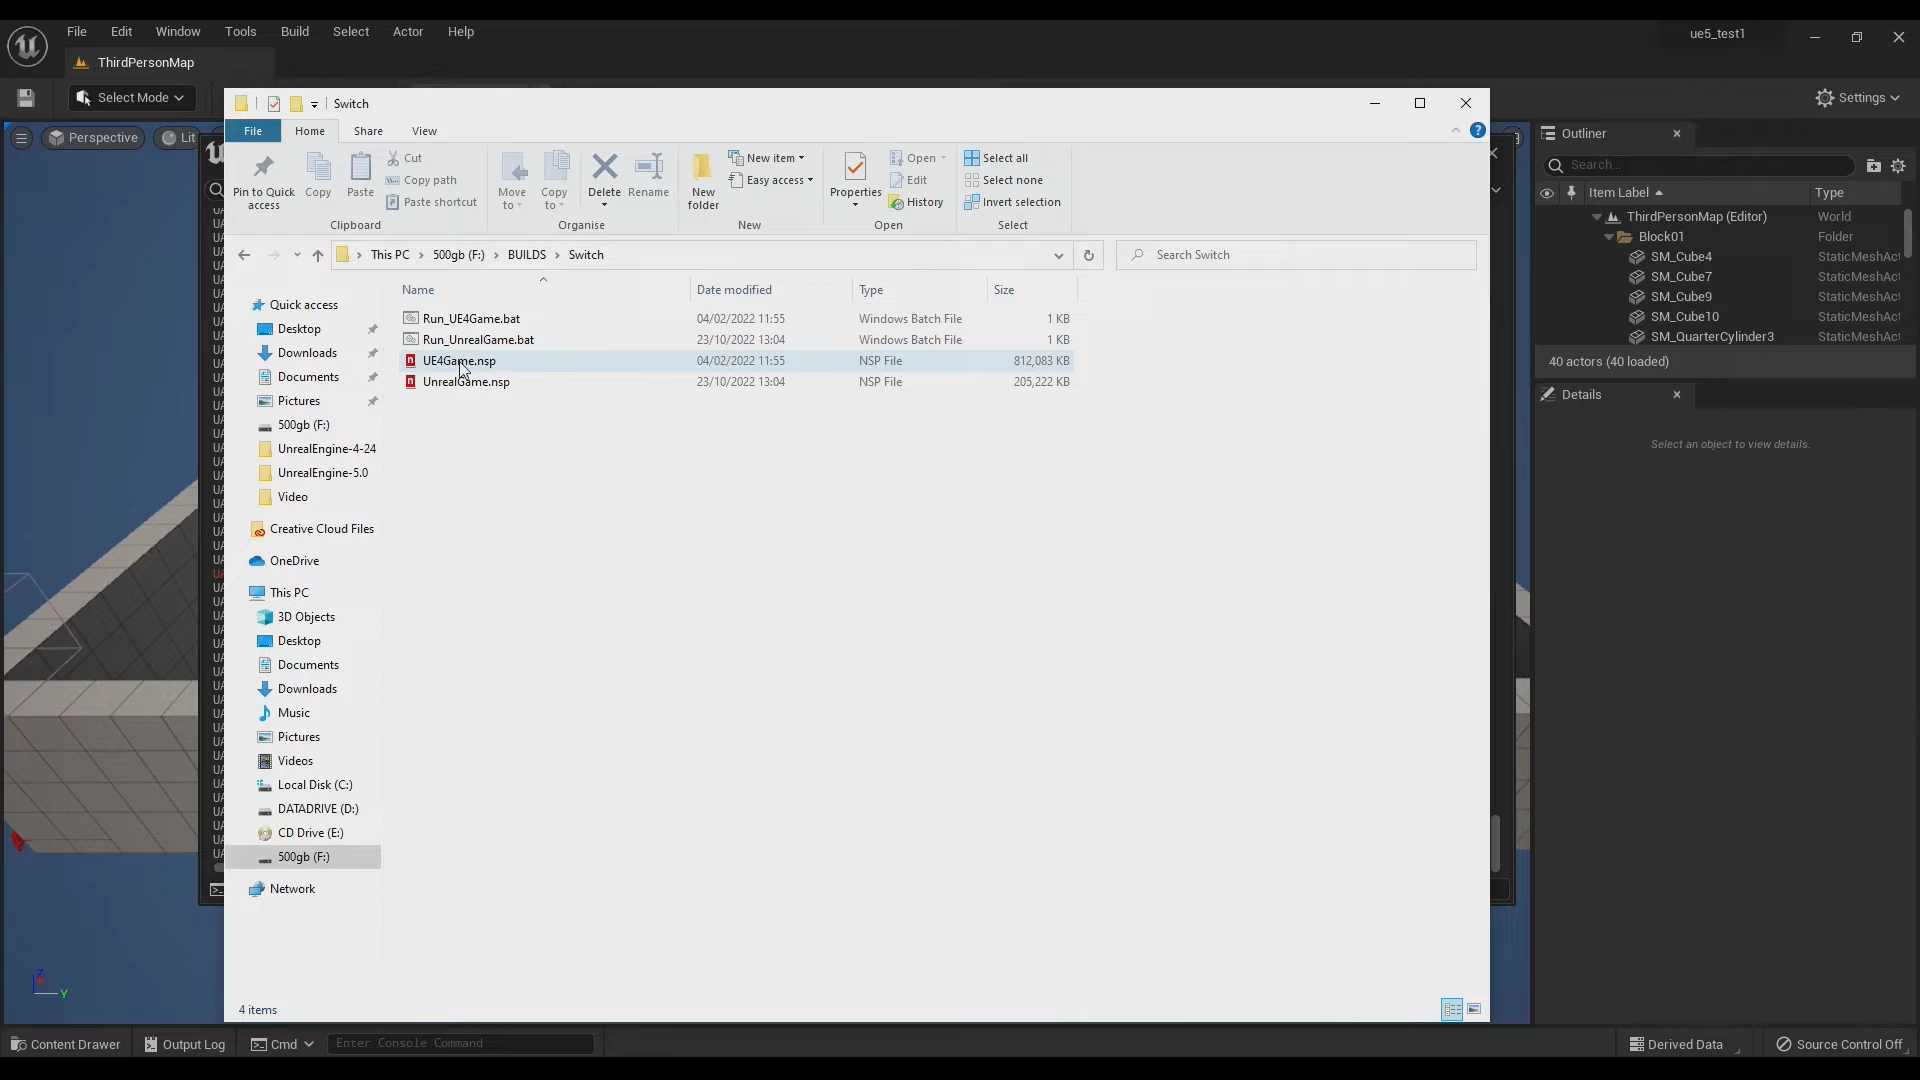 File Edit Window Tools Build Select Actor Help
ue5_test1
ThirdPersonMap
Select Mode
Settings
Switch
File Home Share View
Perspective
Lit
Pin to Quick access
Copy
Paste
Cut
Copy path
Paste shortcut
Clipboard
Move to
Copy to
Delete
Rename
Organise
New folder
New item
Easy access
New
Properties
Open
Edit
History
Open
Select all
Select none
Invert selection
Select
This PC > 500gb (F:) > BUILDS > Switch
Search Switch
Name Date modified Type Size
Run_UE4Game.bat 04/02/2022 11:55 Windows Batch File 1 KB
Run_UnrealGame.bat 23/10/2022 13:04 Windows Batch File 1 KB
UE4Game.nsp 04/02/2022 11:55 NSP File 812,083 KB
UnrealGame.nsp 23/10/2022 13:04 NSP File 205,222 KB
Quick access
Desktop
Downloads
Documents
Pictures
500gb (F:)
UnrealEngine-4-24
UnrealEngine-5.0
Video
Creative Cloud Files
OneDrive
This PC
3D Objects
Desktop
Documents
Downloads
Music
Pictures
Videos
Local Disk (C:)
DATADRIVE (D:)
CD Drive (E:)
500gb (F:)
Network
4 items
Outliner
Search...
Item Label Type
ThirdPersonMap (Editor) World
Block01 Folder
SM_Cube4 StaticMeshAct
SM_Cube7 StaticMeshAct
SM_Cube9 StaticMeshAct
SM_Cube10 StaticMeshAct
SM_QuarterCylinder3 StaticMeshAct
40 actors (40 loaded)
Details
Select an object to view details.
Z
Y
Content Drawer
Output Log
Cmd
Enter Console Command
Derived Data
Source Control Off